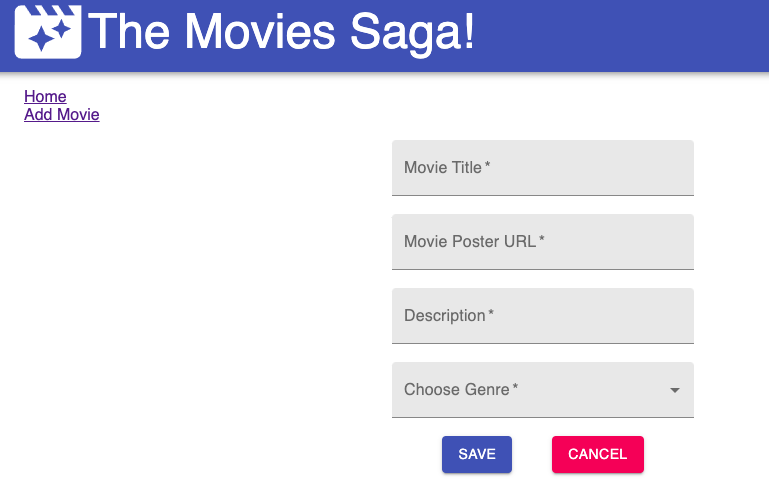 The Movies Saga!
Home
Add Movie
Movie Title *
Movie Poster URL *
Description *
Choose Genre *
SAVE CANCEL